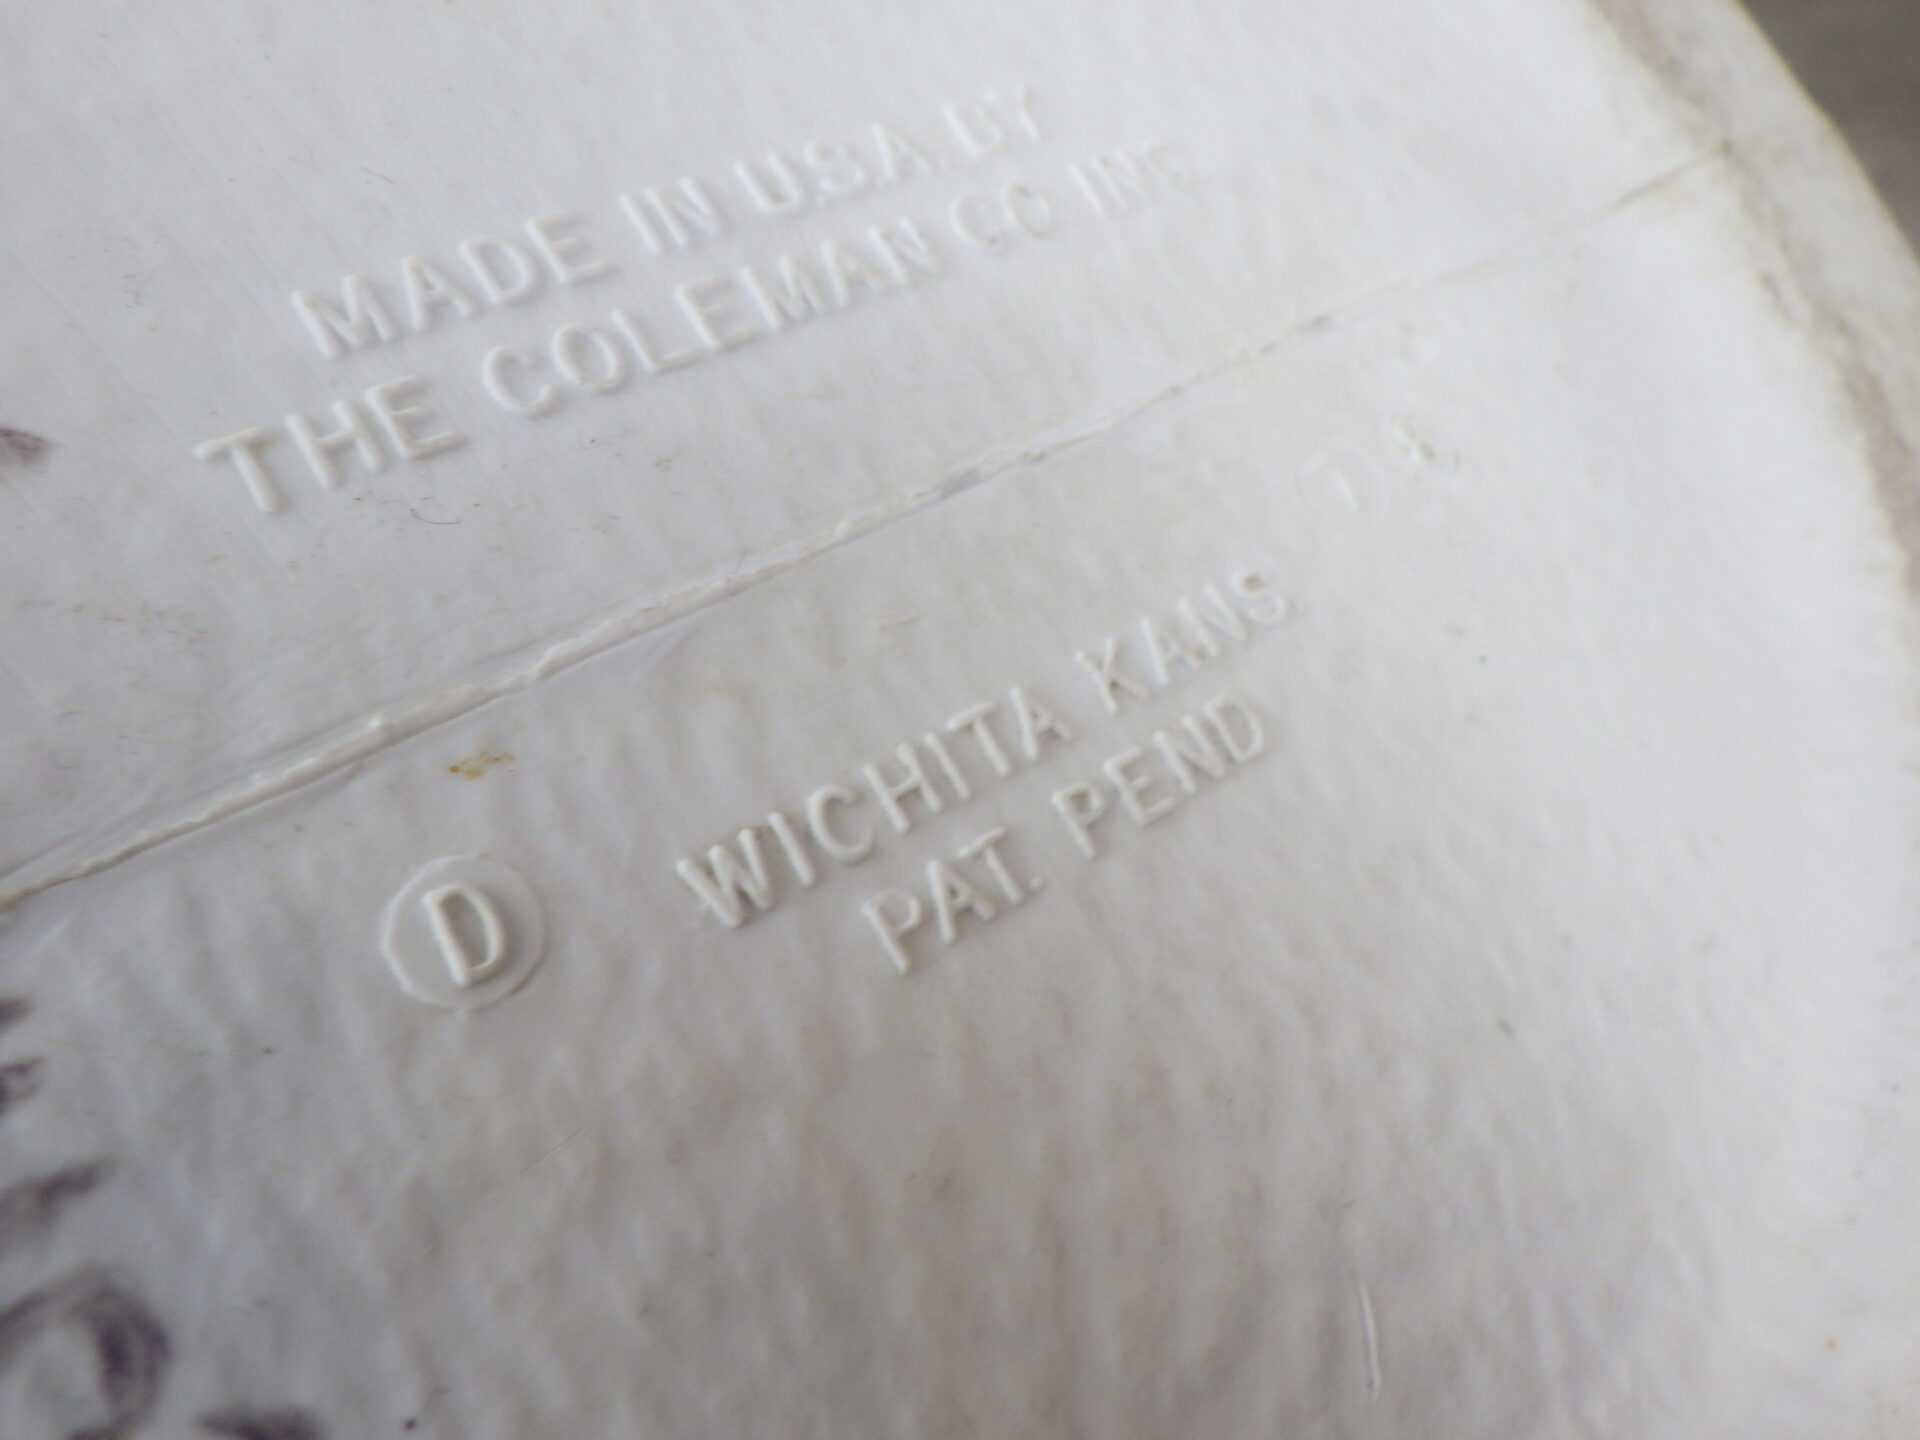 MADE IN U.S.A. BY
THE COLEMAN CO INC
WICHITA KANS.
PAT. PEND
D